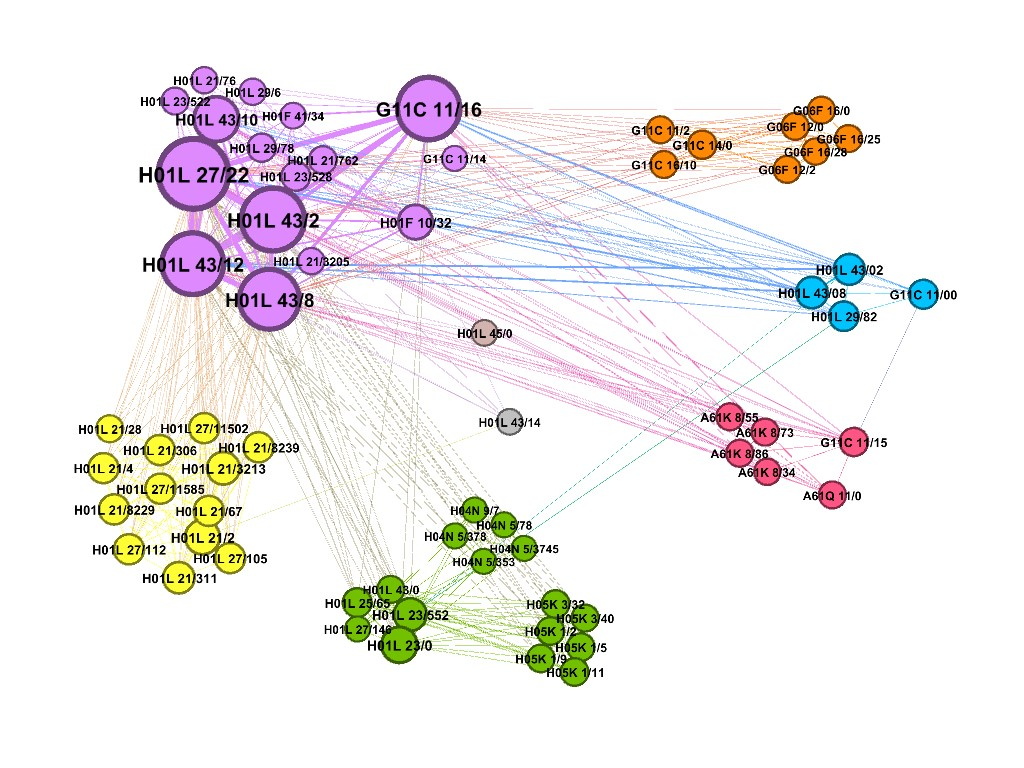 H01L 21/76
H01L 29/6
H01L 23/522
H01L 43/10
H01F 41/34
G11C 11/16
H01L 29/78
H01L 21/762
G11C 11/14
H01L 27/22
H01L 23/528
H01L 43/2
H01F 10/32
H01L 43/12
H01L 21/3205
H01L 43/8
G11C 11/2
G11C 14/0
G11C 16/10
G06F 16/0
G06F 12/0
G06F 16/25
G06F 16/28
G06F 12/2
H01L 43/02
H01L 43/08
G11C 11/00
H01L 29/82
H01L 45/0
H01L 43/14
A61K 8/55
A61K 8/73
G11C 11/15
A61K 8/86
A61K 8/34
A61Q 11/0
H01L 21/28
H01L 27/11502
H01L 21/306
H01L 21/8239
H01L 21/4
H01L 21/3213
H01L 27/11585
H01L 21/8229
H01L 21/67
H01L 21/2
H01L 27/112
H01L 27/105
H01L 21/311
H04N 9/7
H04N 5/78
H04N 5/378
H04N 5/3745
H04N 5/353
H01L 43/0
H01L 25/65
H01L 23/552
H01L 27/146
H01L 23/0
H05K 3/32
H05K 3/40
H05K 1/2
H05K 1/5
H05K 1/9
H05K 1/11